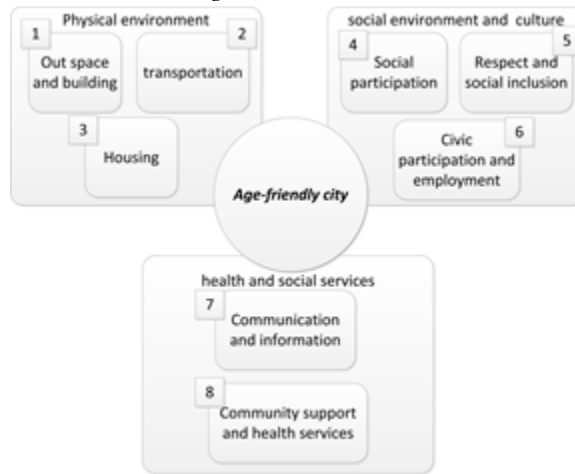 Physical environment
1
Out space
and building
2
transportation
3
Housing
social environment and culture
4
Social
participation
5
Respect and
social inclusion
6
Civic
participation and
employment
Age-friendly city
health and social services
7
Communication
and information
8
Community support
and health services